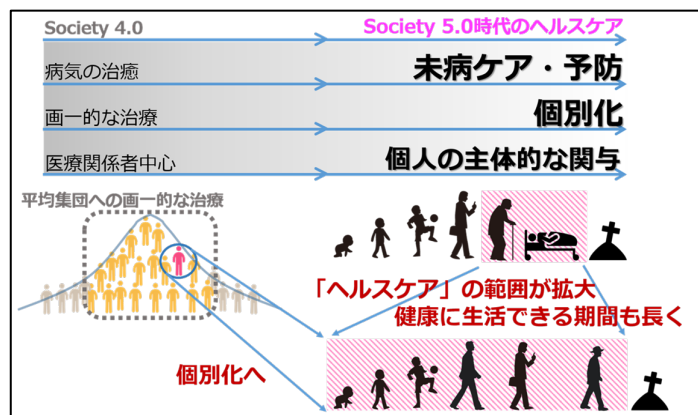 Society 4.0
Society 5.0時代のヘルスケア
病気の治癒
未病ケア・予防
画一的な治療
個別化
医療関係者中心
個人の主体的な関与
平均集団への画一的な治療
「ヘルスケア」の範囲が拡大
健康に生活できる期間も長く
個別化へ